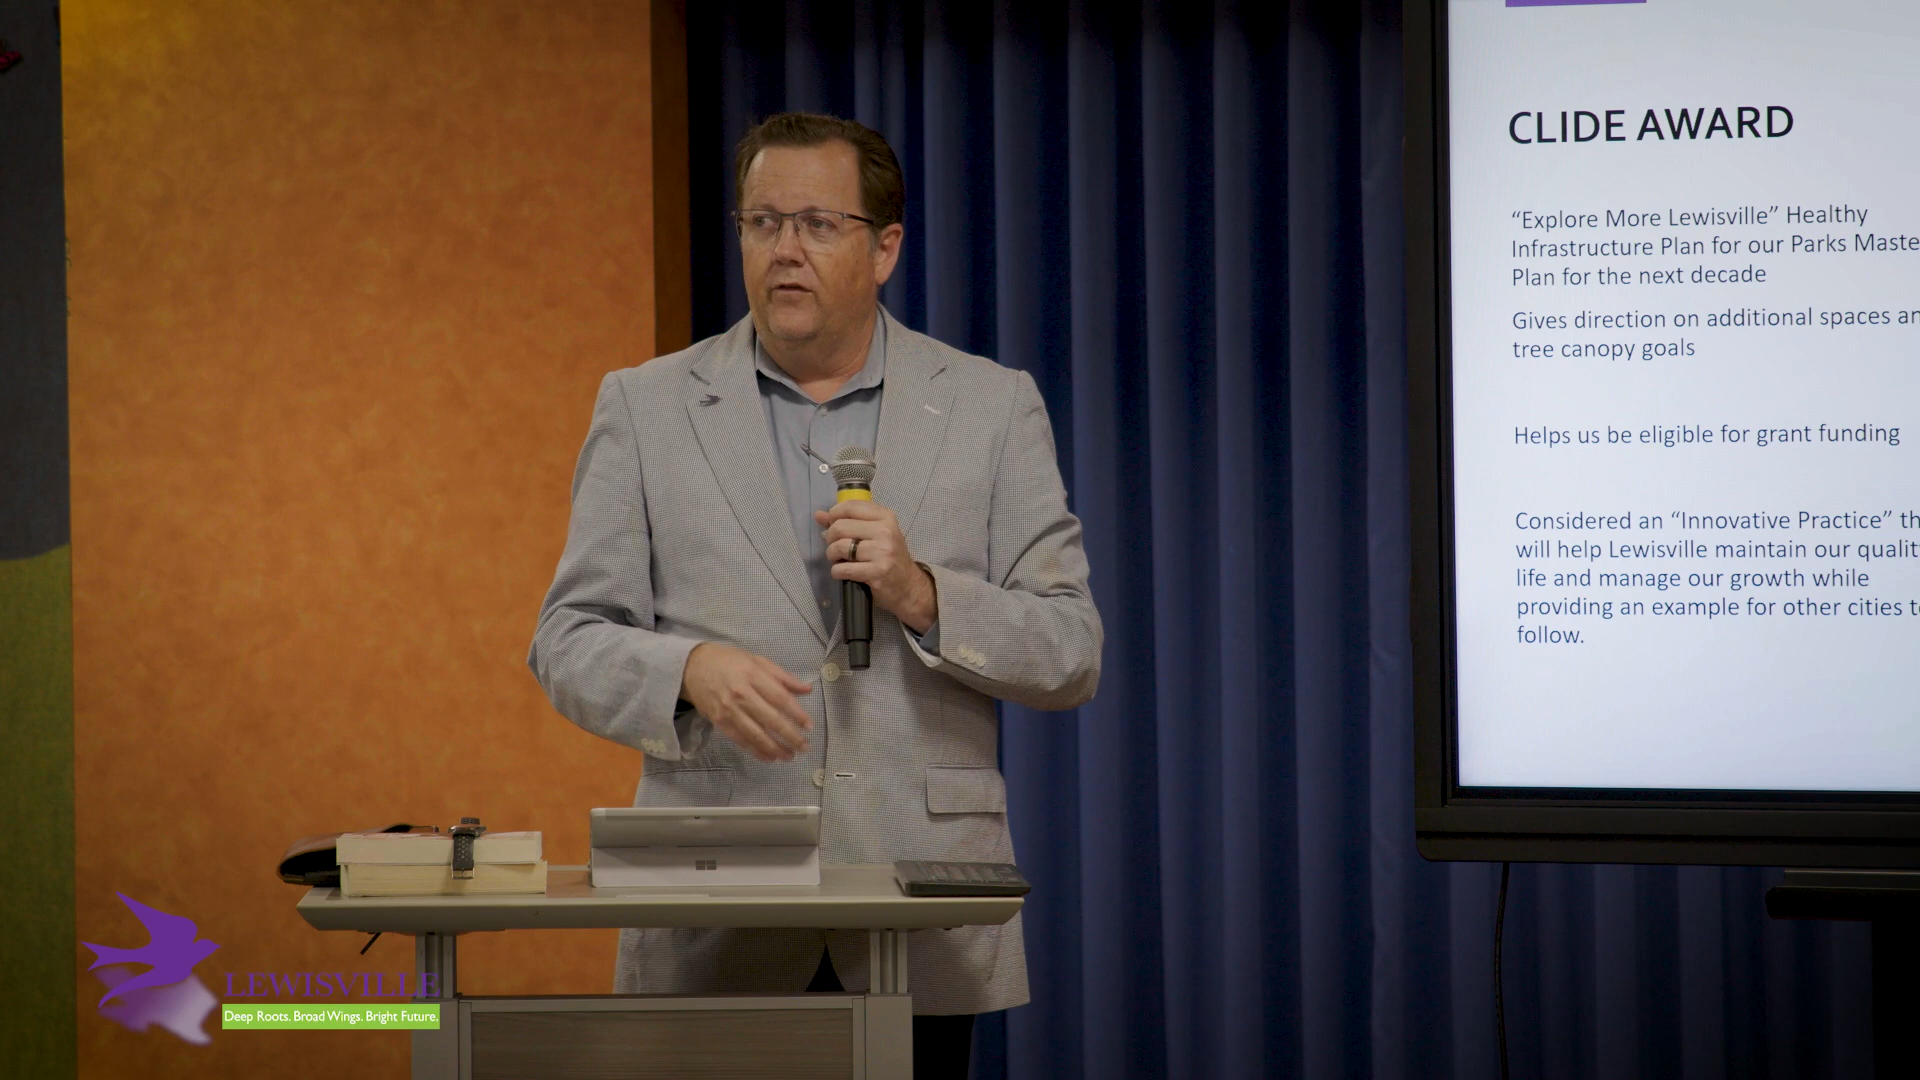 CLIDE AWARD
“Explore More Lewisville” Healthy
Infrastructure Plan for our Parks Maste
Plan for the next decade
Gives direction on additional spaces an
tree canopy goals
Helps us be eligible for grant funding
Considered an “Innovative Practice” th
will help Lewisville maintain our qualit
life and manage our growth while
providing an example for other cities t
follow.
LEWISVILLE
Deep Roots. Broad Wings. Bright Future.